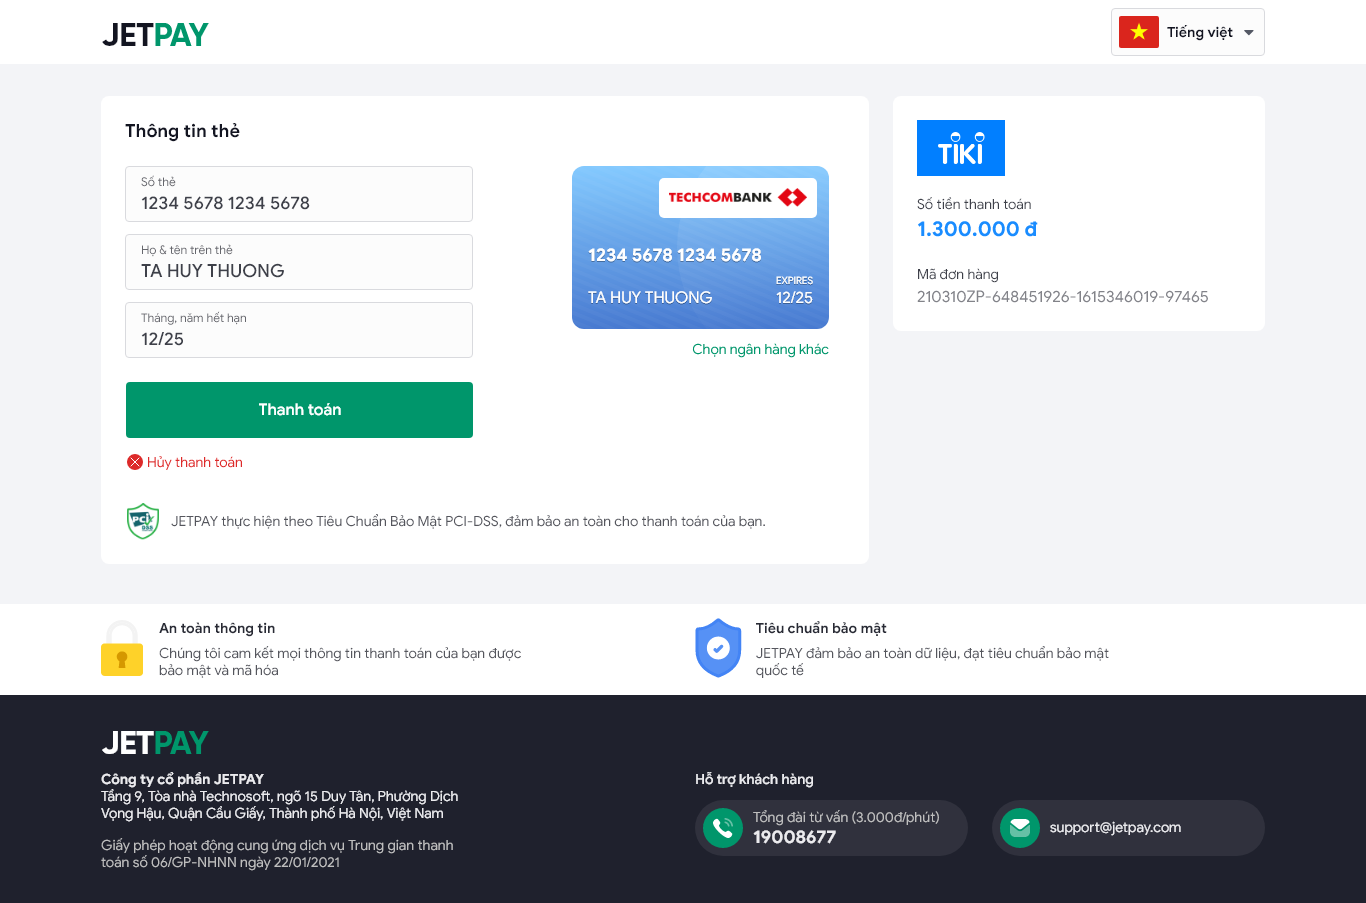 JETPAY
Tiếng việt
Thông tin thẻ
Số thẻ
1234 5678 1234 5678
Họ & tên trên thẻ
TA HUY THUONG
Tháng, năm hết hạn
12/25
TECHCOMBANK
1234 5678 1234 5678
EXPIRES
TA HUY THUONG 12/25
Chọn ngân hàng khác
Thanh toán
Hủy thanh toán
PCI
DSS
JETPAY thực hiện theo Tiêu Chuẩn Bảo Mật PCI-DSS, đảm bảo an toàn cho thanh toán của bạn.
TIKI
Số tiền thanh toán
1.300.000 đ
Mã đơn hàng
210310ZP-648451926-1615346019-97465
An toàn thông tin
Chúng tôi cam kết mọi thông tin thanh toán của bạn được
bảo mật và mã hóa
Tiêu chuẩn bảo mật
JETPAY đảm bảo an toàn dữ liệu, đạt tiêu chuẩn bảo mật
quốc tế
JETPAY
Công ty cổ phần JETPAY
Tầng 9, Tòa nhà Technosoft, ngõ 15 Duy Tân, Phường Dịch
Vọng Hậu, Quận Cầu Giấy, Thành phố Hà Nội, Việt Nam
Giấy phép hoạt động cung ứng dịch vụ Trung gian thanh
toán số 06/GP-NHNN ngày 22/01/2021
Hỗ trợ khách hàng
Tổng đài từ vấn (3.000đ/phút)
19008677
support@jetpay.com